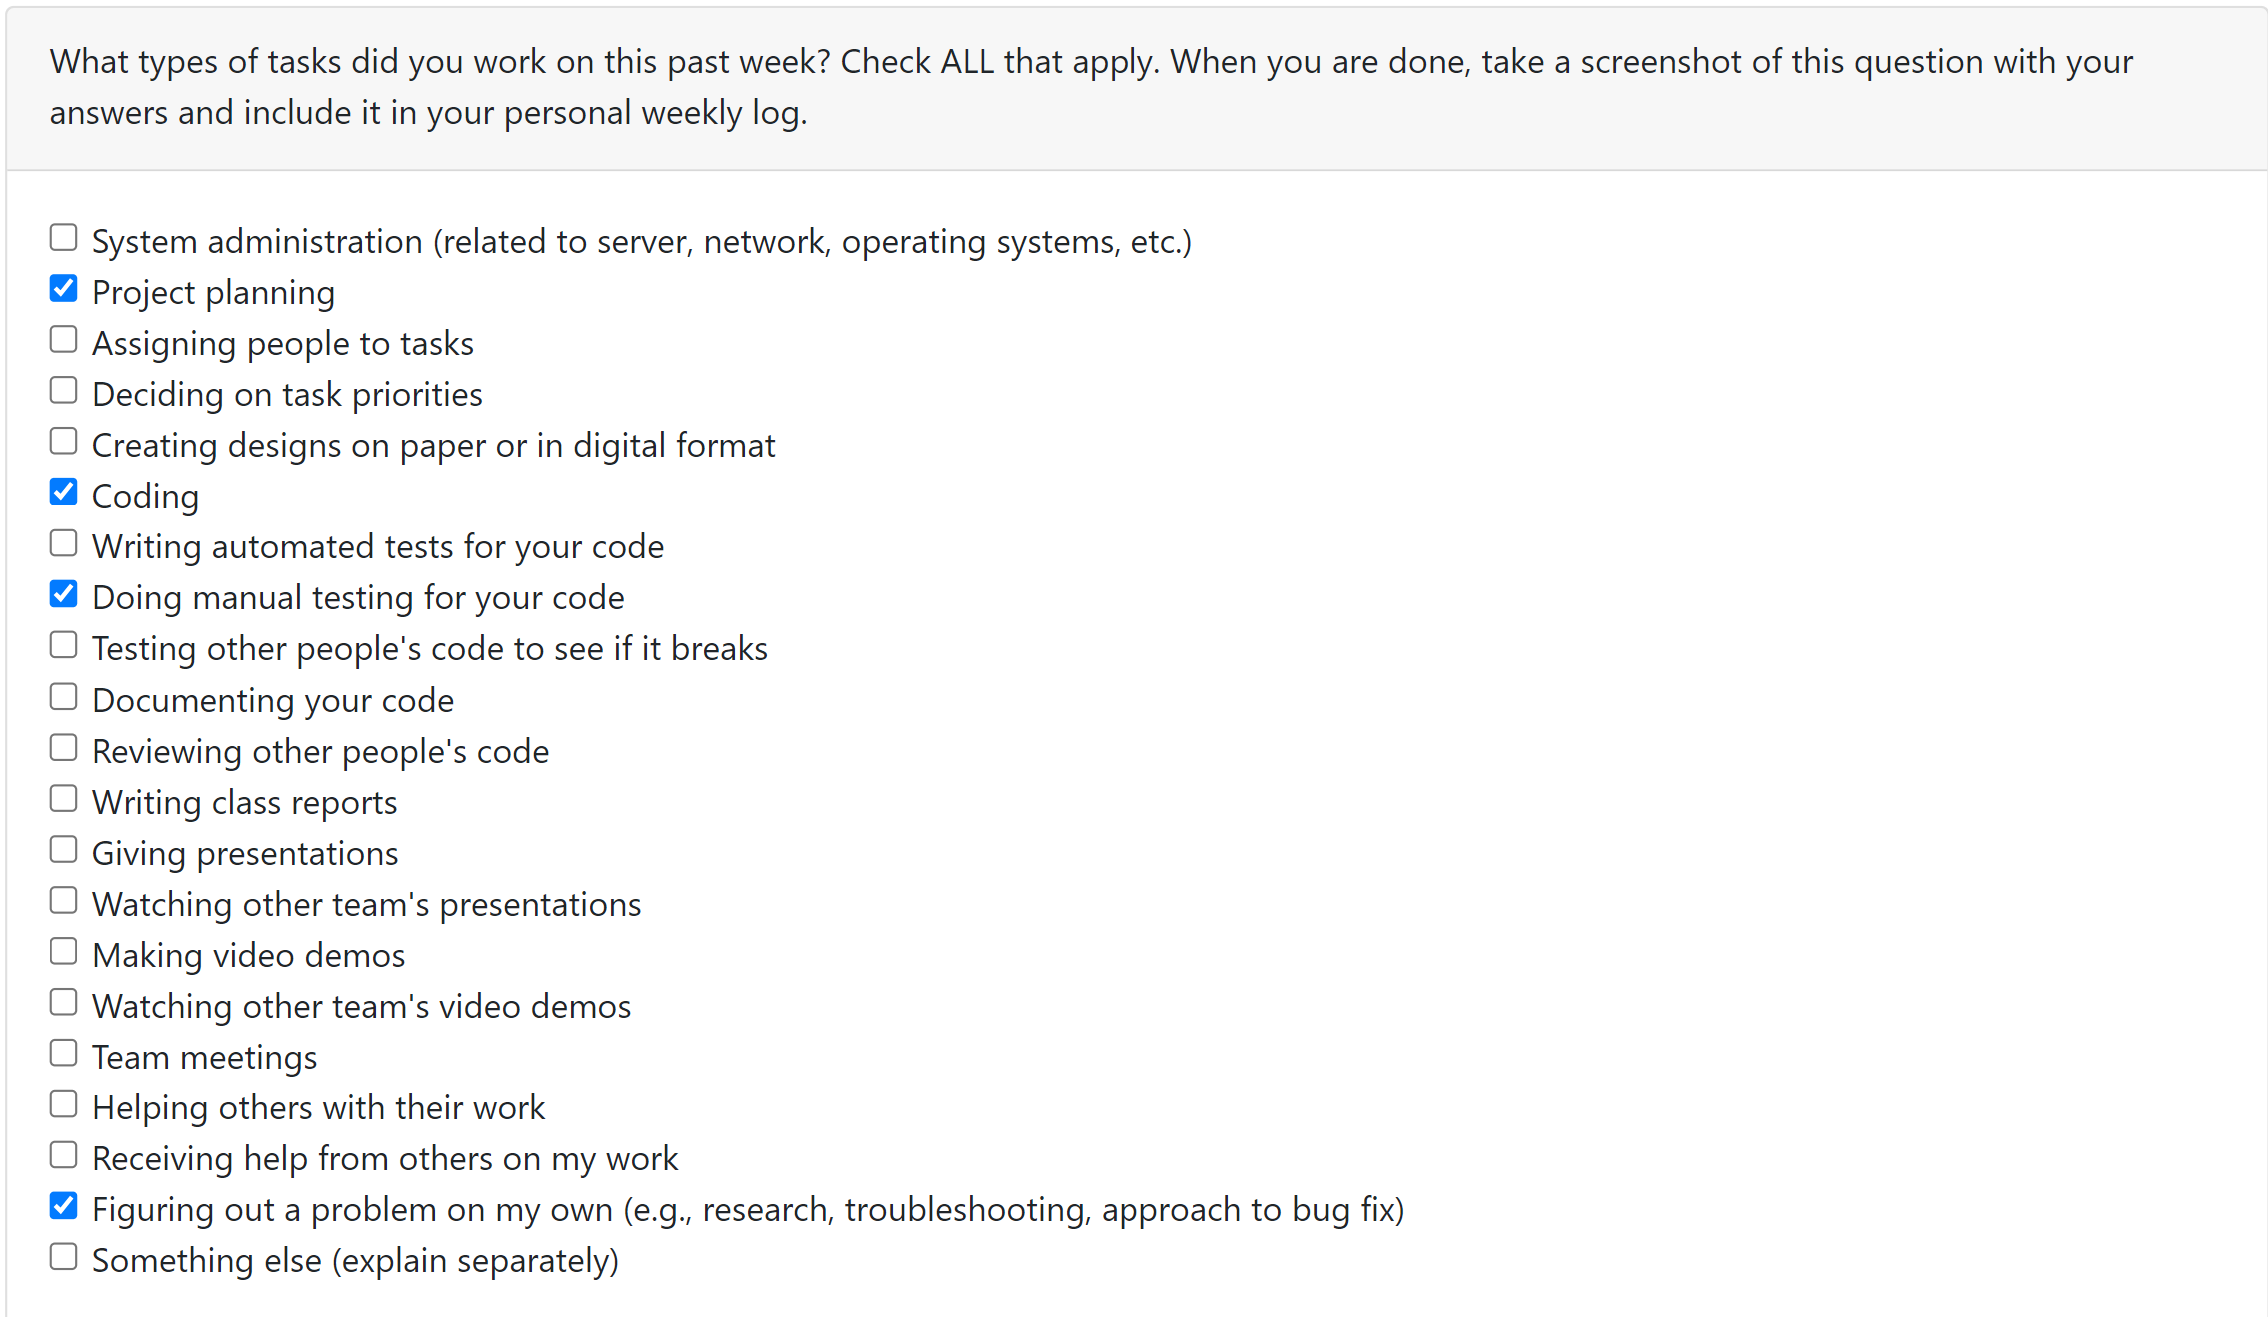 What types of tasks did you work on this past week? Check ALL that apply. When you are done, take a screenshot of this question with your
answers and include it in your personal weekly log.
System administration (related to server, network, operating systems, etc.)
Project planning
Assigning people to tasks
Deciding on task priorities
Creating designs on paper or in digital format
Coding
Writing automated tests for your code
Doing manual testing for your code
Testing other people's code to see if it breaks
Documenting your code
Reviewing other people's code
Writing class reports
Giving presentations
Watching other team's presentations
Making video demos
Watching other team's video demos
Team meetings
Helping others with their work
Receiving help from others on my work
Figuring out a problem on my own (e.g., research, troubleshooting, approach to bug fix)
Something else (explain separately)